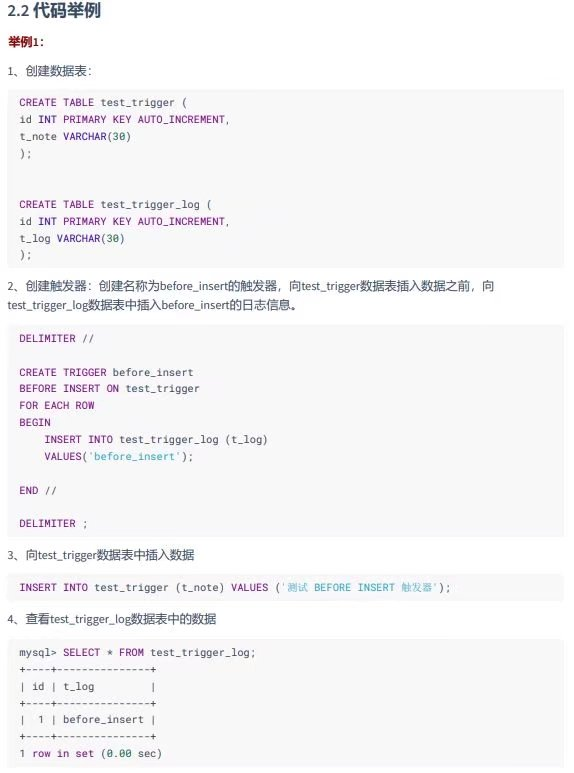 2.2 代码举例
举例1：
1、创建数据表：
CREATE TABLE test_trigger (
id INT PRIMARY KEY AUTO_INCREMENT,
t_note VARCHAR(30)
);
CREATE TABLE test_trigger_log (
id INT PRIMARY KEY AUTO_INCREMENT,
t_log VARCHAR(30)
);
2、创建触发器：创建名称为before_insert的触发器，向test_trigger数据表插入数据之前，向
test_trigger_log数据表中插入before_insert的日志信息。
DELIMITER //
CREATE TRIGGER before_insert
BEFORE INSERT ON test_trigger
FOR EACH ROW
BEGIN
    INSERT INTO test_trigger_log (t_log)
    VALUES('before_insert');
END //
DELIMITER ;
3、向test_trigger数据表中插入数据
INSERT INTO test_trigger (t_note) VALUES ('测试 BEFORE INSERT 触发器');
4、查看test_trigger_log数据表中的数据
mysql> SELECT * FROM test_trigger_log;
+----+---------------+
| id | t_log         |
+----+---------------+
|  1 | before_insert |
+----+---------------+
1 row in set (0.00 sec)